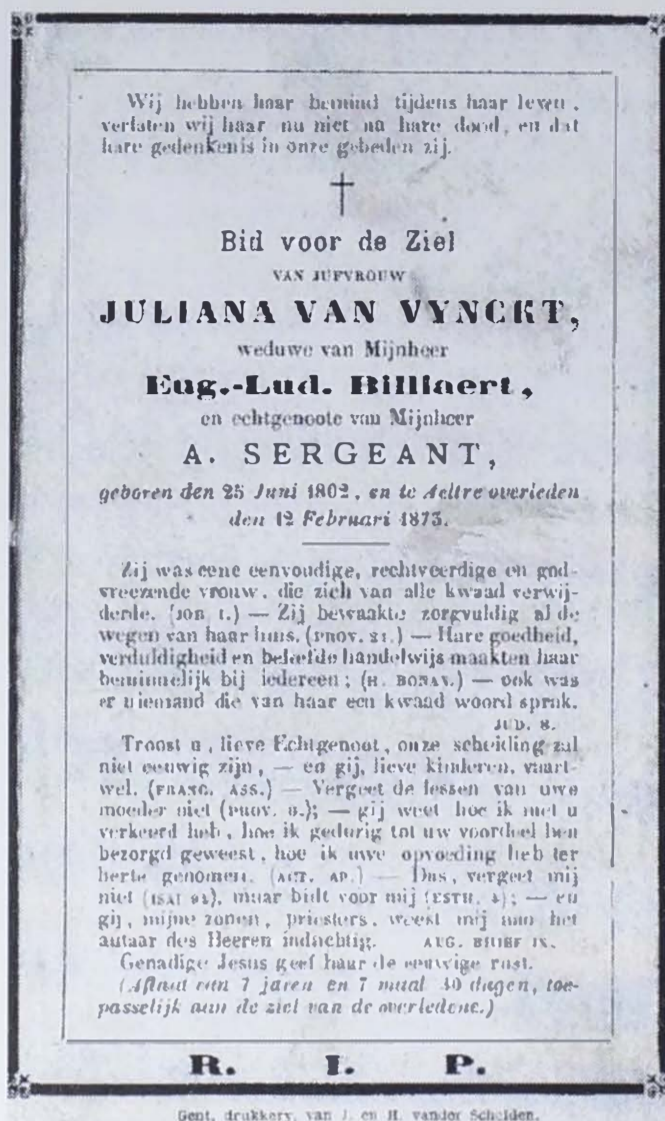 Wij hebben haar bemind tijdens haar leven,
verlaten wij haar nu niet na hare dood, en dat
hare gedenkenis in onze gebeden zij.
Bid voor de Ziel
VAN JUFVROUW
JULIANA VAN VYNCKT,
weduwe van Mijnheer
Eug.-Lud. Billiaert,
en echtgenoote van Mijnheer
A. SERGEANT,
geboren den 25 Juni 1802, en te Aeltre overleden
den 12 Februari 1873.
Zij was eene eenvoudige, rechtveerdige en god-
vreezende vrouw, die zich van alle kwaad verwij-
derde. (JOB I.) — Zij bewaakte zorgvuldig al de
wegen van haar huis. (PROV. 31.) — Hare goedheid,
verduldigheid en beleefde handelwijs maakten haar
beminnelijk bij iedereen; (H. BONAV.) — ook was
er niemand die van haar een kwaad woord sprak.
JUD. 8.
Troost u, lieve Echtgenoot, onze scheiding zal
niet eeuwig zijn, — en gij, lieve kinderen, vaart-
wel. (FRANC. ASS.) — Vergeet de lessen van uwe
moeder niet (PROV.); — gij weet hoe ik met u
verkeerd heb, hoe ik gedurig tot uw voordeel ben
bezorgd geweest, hoe ik uwe opvoeding heb ter
herte genomen. (ACT. AP.) — Dus, vergeet mij
niet (ISAI), maar bidt voor mij (ESTH. 4); — en
gij, mijne zonen, priesters, weest mij aan het
autaar des Heeren indachtig. AUG. BELIJD. IX.
Genadige Jesus geef haar de eeuwige rust.
(Aflaat van 7 jaren en 7 maal 40 dagen, toe-
passelijk aan de ziel van de overledene.)
R. I. P.
Gent, drukkery. van J. en H. vander Schelden.